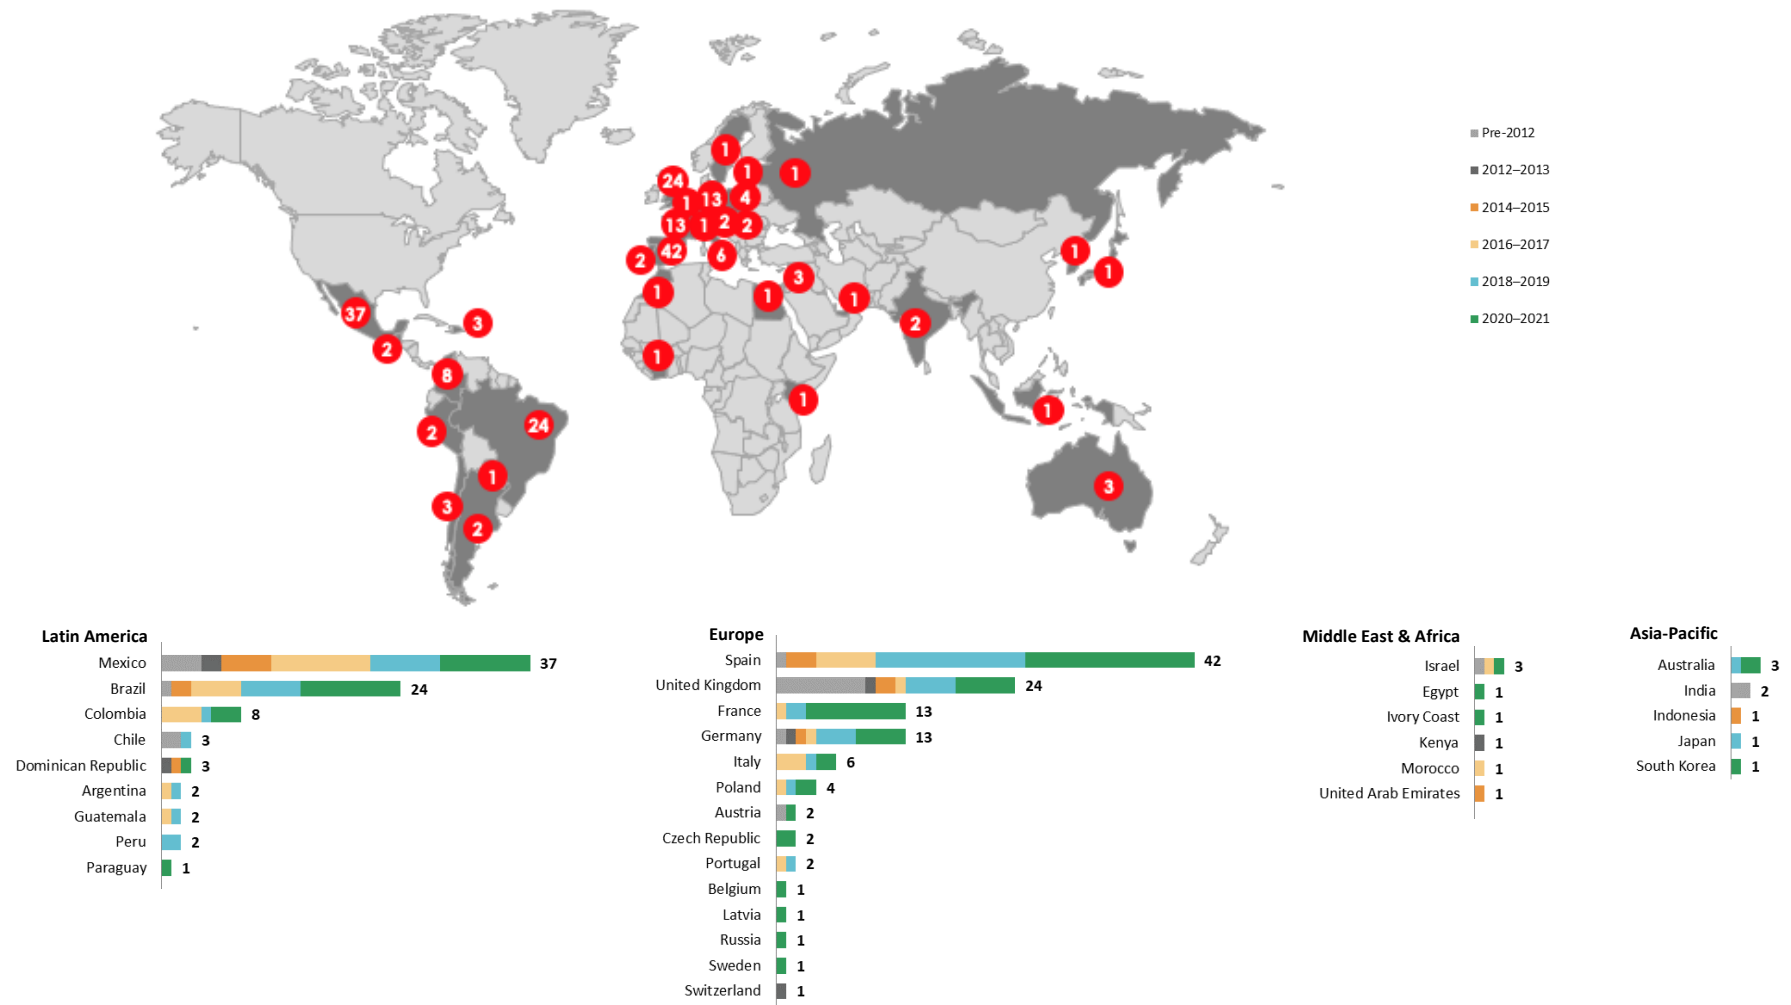 1
1
1
24
1
13
4
13
1
2
2
2
42
6
1
1
3
1
2
1
1
1
1
1
3
37
3
2
8
2
24
1
3
2
Pre-2012
2012–2013
2014–2015
2016–2017
2018–2019
2020–2021
Latin America
Mexico 37
Brazil 24
Colombia 8
Chile 3
Dominican Republic 3
Argentina 2
Guatemala 2
Peru 2
Paraguay 1
Europe
Spain 42
United Kingdom 24
France 13
Germany 13
Italy 6
Poland 4
Austria 2
Czech Republic 2
Portugal 2
Belgium 1
Latvia 1
Russia 1
Sweden 1
Switzerland 1
Middle East & Africa
Israel 3
Egypt 1
Ivory Coast 1
Kenya 1
Morocco 1
United Arab Emirates 1
Asia-Pacific
Australia 3
India 2
Indonesia 1
Japan 1
South Korea 1